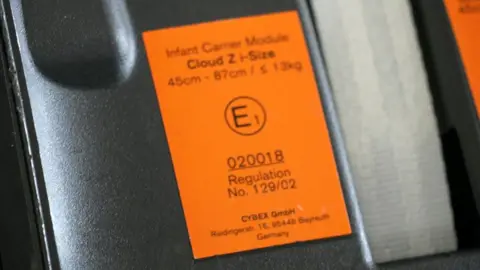 Infant Carrier Module
Cloud Z i-Size
45cm - 87cm / ≤ 13kg
E1
020018
Regulation
No. 129/02
CYBEX GmbH
Riedingerstr. 18, 95448 Bayreuth
Germany